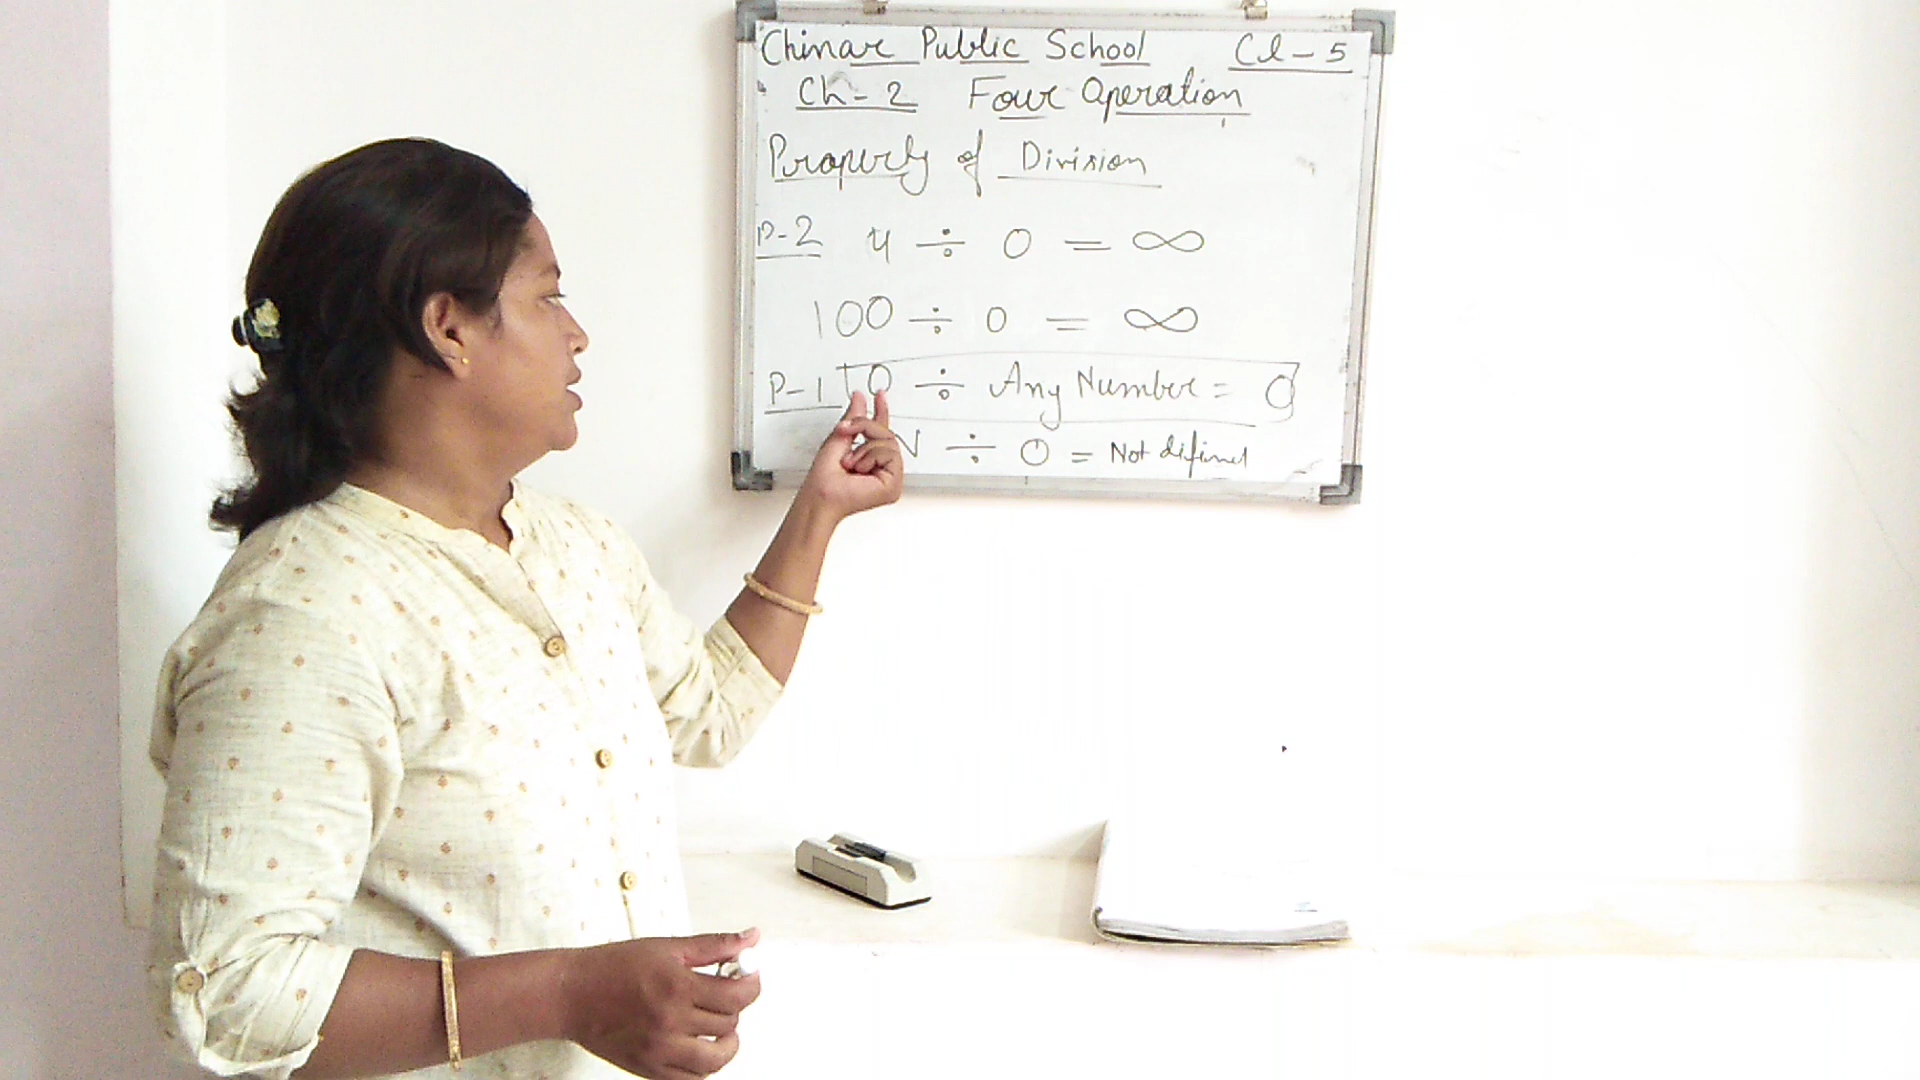 Chinar Public School Cl-5
Ch-2 Four Operation
Property of Division
P-2 4 ÷ 0 = ∞
100 ÷ 0 = ∞
P-1 0 ÷ Any Number = 0
N ÷ 0 = Not difined